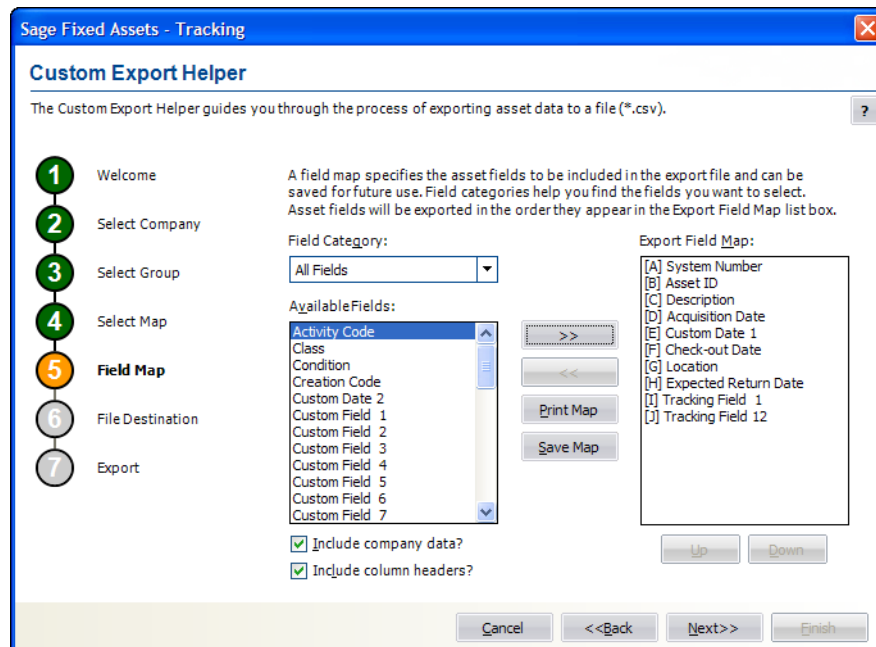 Sage Fixed Assets - Tracking
Custom Export Helper
The Custom Export Helper guides you through the process of exporting asset data to a file (*.csv).
?
1 Welcome
2 Select Company
3 Select Group
4 Select Map
5 Field Map
6 File Destination
7 Export
A field map specifies the asset fields to be included in the export file and can be
saved for future use. Field categories help you find the fields you want to select.
Asset fields will be exported in the order they appear in the Export Field Map list box.
Field Category:
All Fields
Available Fields:
Activity Code
Class
Condition
Creation Code
Custom Date 2
Custom Field 1
Custom Field 2
Custom Field 3
Custom Field 4
Custom Field 5
Custom Field 6
Custom Field 7
>>
<<
Print Map
Save Map
Export Field Map:
[A] System Number
[B] Asset ID
[C] Description
[D] Acquisition Date
[E] Custom Date 1
[F] Check-out Date
[G] Location
[H] Expected Return Date
[I] Tracking Field 1
[J] Tracking Field 12
Up Down
Include company data?
Include column headers?
Cancel <<Back Next>> Finish